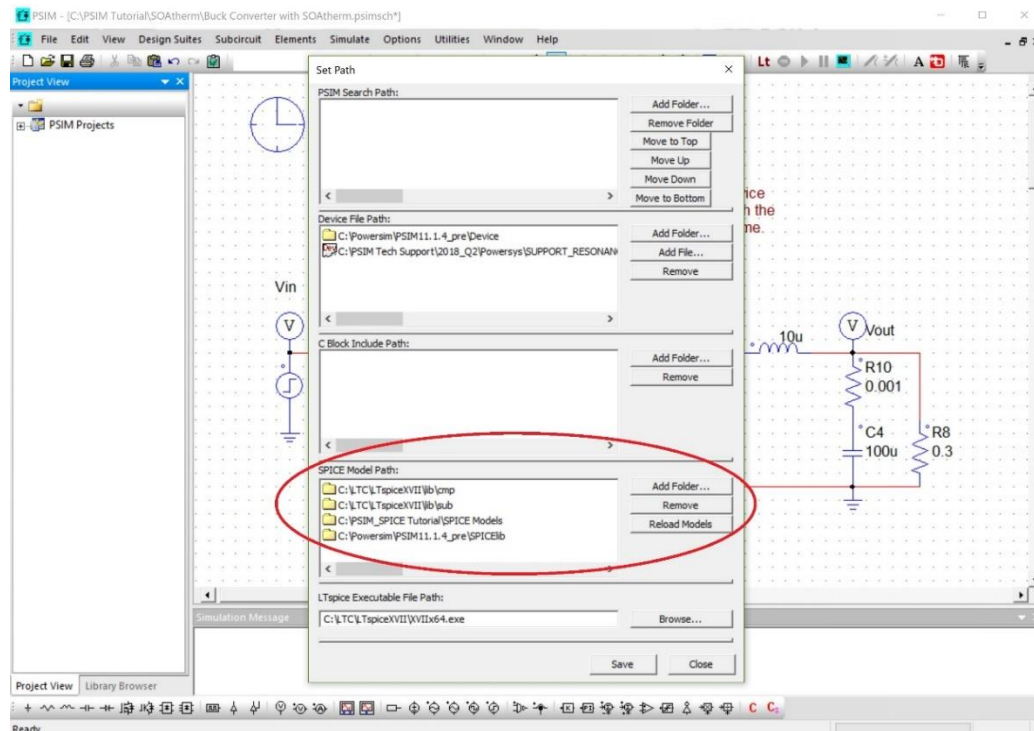 PSIM - [C:\PSIM Tutorial\SOAtherm\Buck Converter with SOAtherm.psimsch*]
File Edit View Design Suites Subcircuit Elements Simulate Options Utilities Window Help
Lt
A
Project View
PSIM Projects
Set Path
PSIM Search Path:
Add Folder...
Remove Folder
Move to Top
Move Up
Move Down
Move to Bottom
Device File Path:
C:\Powersim\PSIM11.1.4_pre\Device
C:\PSIM Tech Support\2018_Q2\Powersys\SUPPORT_RESONAN
Add Folder...
Add File...
Remove
C Block Include Path:
Add Folder...
Remove
SPICE Model Path:
C:\LTC\LTspiceXVII\lib\cmp
C:\LTC\LTspiceXVII\lib\sub
C:\PSIM_SPICE Tutorial\SPICE Models
C:\Powersim\PSIM11.1.4_pre\SPICElib
Add Folder...
Remove
Reload Models
LTspice Executable File Path:
C:\LTC\LTspiceXVII\XVIIx64.exe
Browse...
Save Close
Vin
V
ice
h the
me.
10u
V Vout
R10
0.001
C4
100u
R8
0.3
Simulation Message
Project View Library Browser
C
Ready